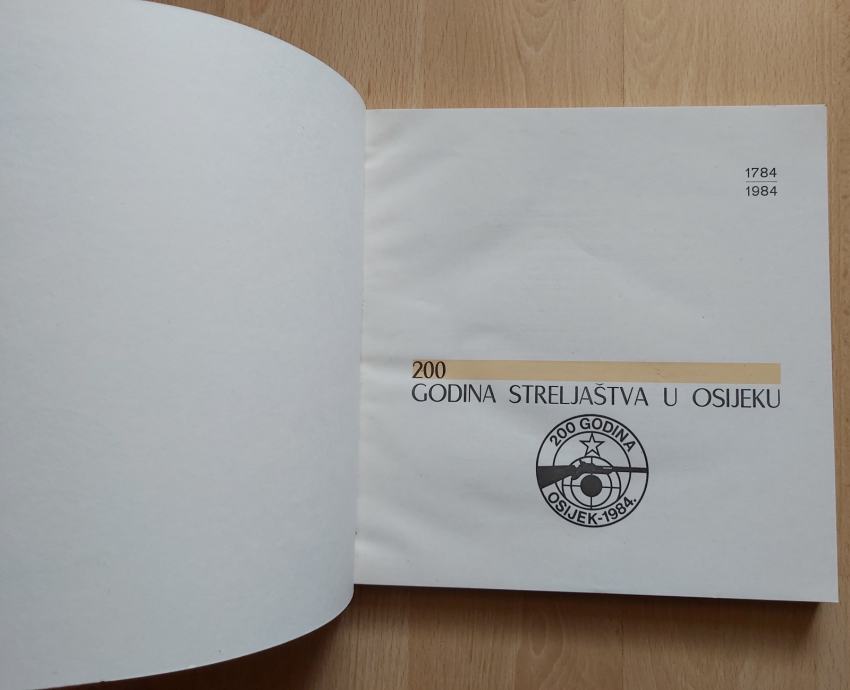 1784
1984
200
GODINA STRELJAŠTVA U OSIJEKU
200 GODINA
OSIJEK-1984.